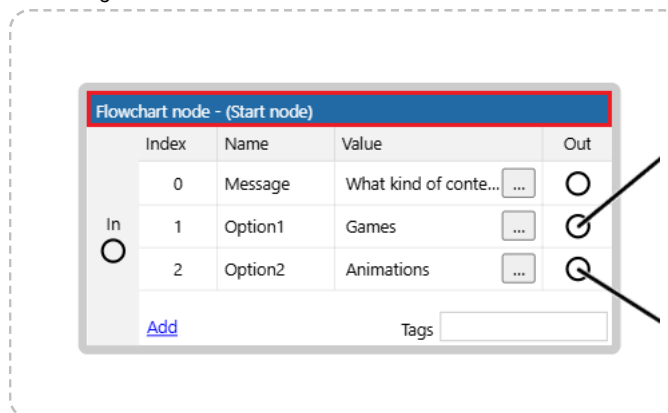 Flowchart node - (Start node)
Index Name Value Out
0 Message What kind of conte... ...
In
1 Option1 Games ...
2 Option2 Animations ...
Add Tags